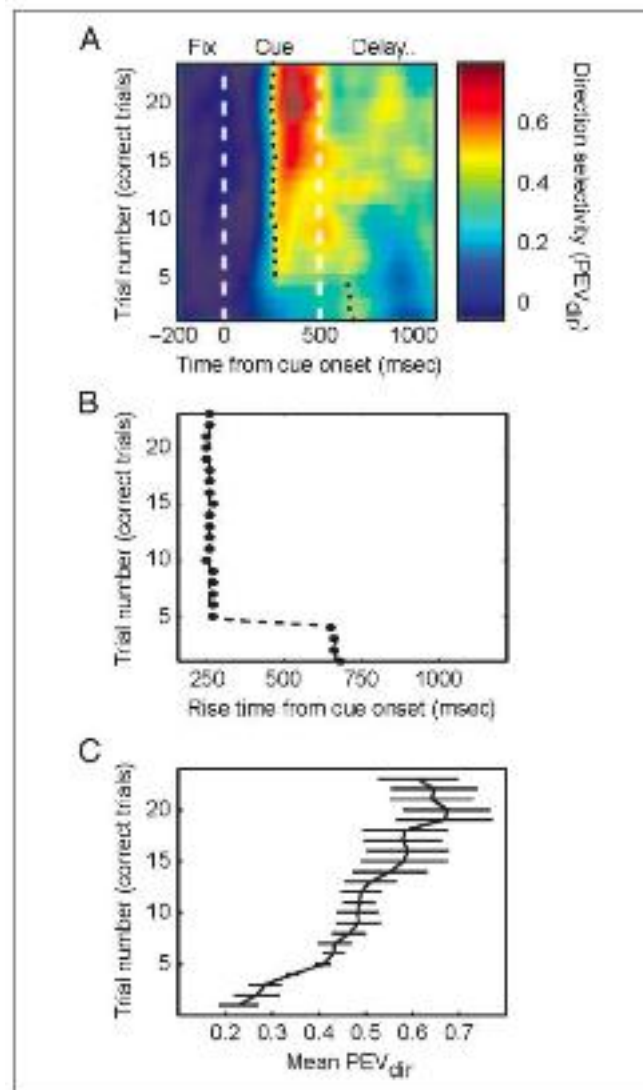 A
Fix Cue Delay..
Trial number (correct trials)
20
15
10
5
−200 0 500 1000
Time from cue onset (msec)
0.6
0.4
0.2
0
Direction selectivity (PEVdir)
B
Trial number (correct trials)
20
15
10
5
250 500 750 1000
Rise time from cue onset (msec)
C
Trial number (correct trials)
20
15
10
5
0.2 0.3 0.4 0.5 0.6 0.7
Mean PEVdir